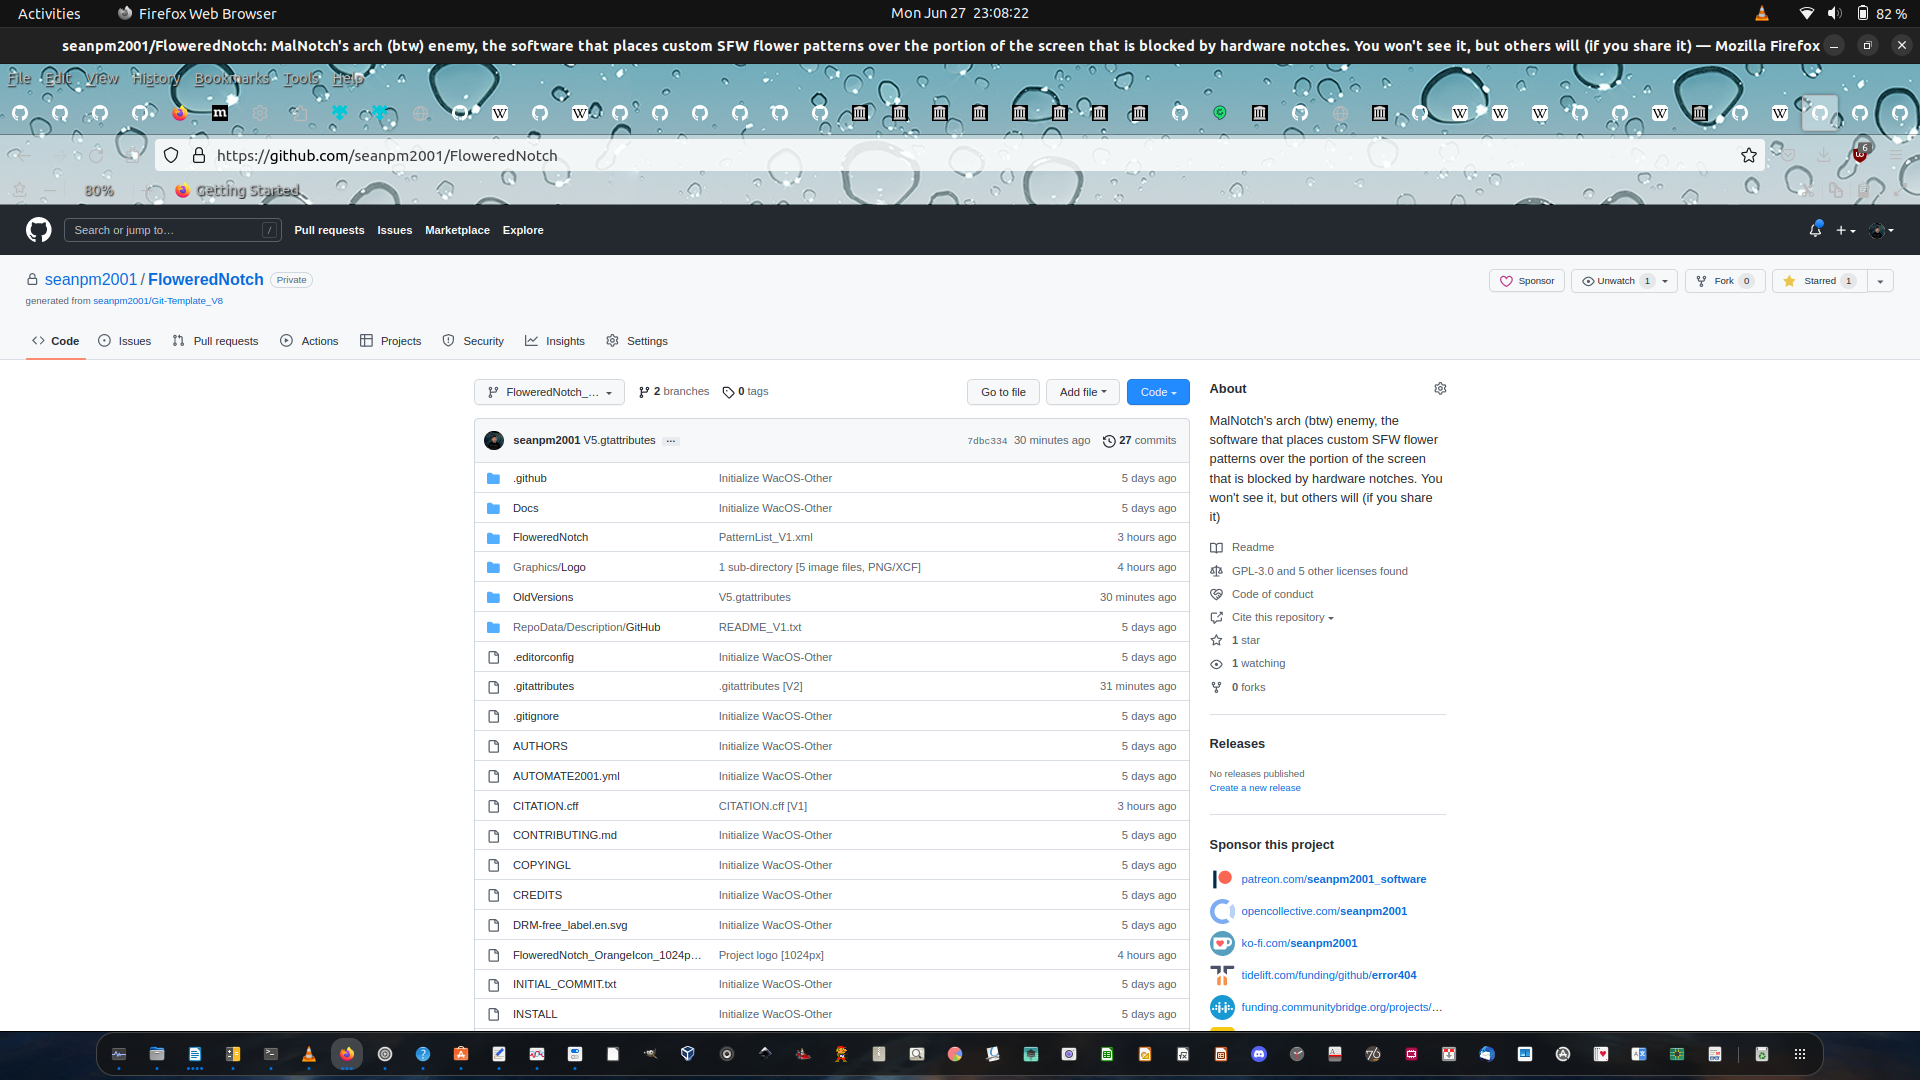 Activities Firefox Web Browser Mon Jun 27 23:08:22 82 %
seanpm2001/FloweredNotch: MalNotch's arch (btw) enemy, the software that places custom SFW flower patterns over the portion of the screen that is blocked by hardware notches. You won't see it, but others will (if you share it) — Mozilla Firefox
File Edit View History Bookmarks Tools Help
https://github.com/seanpm2001/FloweredNotch 6
80% Getting Started
Search or jump to… / Pull requests Issues Marketplace Explore
seanpm2001 / FloweredNotch Private Sponsor Unwatch 1 Fork 0 Starred 1
generated from seanpm2001/Git-Template_V8
Code Issues Pull requests Actions Projects Security Insights Settings
FloweredNotch_… 2 branches 0 tags Go to file Add file Code
seanpm2001 V5.gtattributes … 7dbc334 30 minutes ago 27 commits
.github Initialize WacOS-Other 5 days ago
Docs Initialize WacOS-Other 5 days ago
FloweredNotch PatternList_V1.xml 3 hours ago
Graphics/Logo 1 sub-directory [5 image files, PNG/XCF] 4 hours ago
OldVersions V5.gtattributes 30 minutes ago
RepoData/Description/GitHub README_V1.txt 5 days ago
.editorconfig Initialize WacOS-Other 5 days ago
.gitattributes .gitattributes [V2] 31 minutes ago
.gitignore Initialize WacOS-Other 5 days ago
AUTHORS Initialize WacOS-Other 5 days ago
AUTOMATE2001.yml Initialize WacOS-Other 5 days ago
CITATION.cff CITATION.cff [V1] 3 hours ago
CONTRIBUTING.md Initialize WacOS-Other 5 days ago
COPYINGL Initialize WacOS-Other 5 days ago
CREDITS Initialize WacOS-Other 5 days ago
DRM-free_label.en.svg Initialize WacOS-Other 5 days ago
FloweredNotch_OrangeIcon_1024p… Project logo [1024px] 4 hours ago
INITIAL_COMMIT.txt Initialize WacOS-Other 5 days ago
INSTALL Initialize WacOS-Other 5 days ago
About
MalNotch's arch (btw) enemy, the
software that places custom SFW flower
patterns over the portion of the screen
that is blocked by hardware notches. You
won't see it, but others will (if you share
it)
Readme
GPL-3.0 and 5 other licenses found
Code of conduct
Cite this repository
1 star
1 watching
0 forks
Releases
No releases published
Create a new release
Sponsor this project
patreon.com/seanpm2001_software
opencollective.com/seanpm2001
ko-fi.com/seanpm2001
tidelift.com/funding/github/error404
funding.communitybridge.org/projects/…